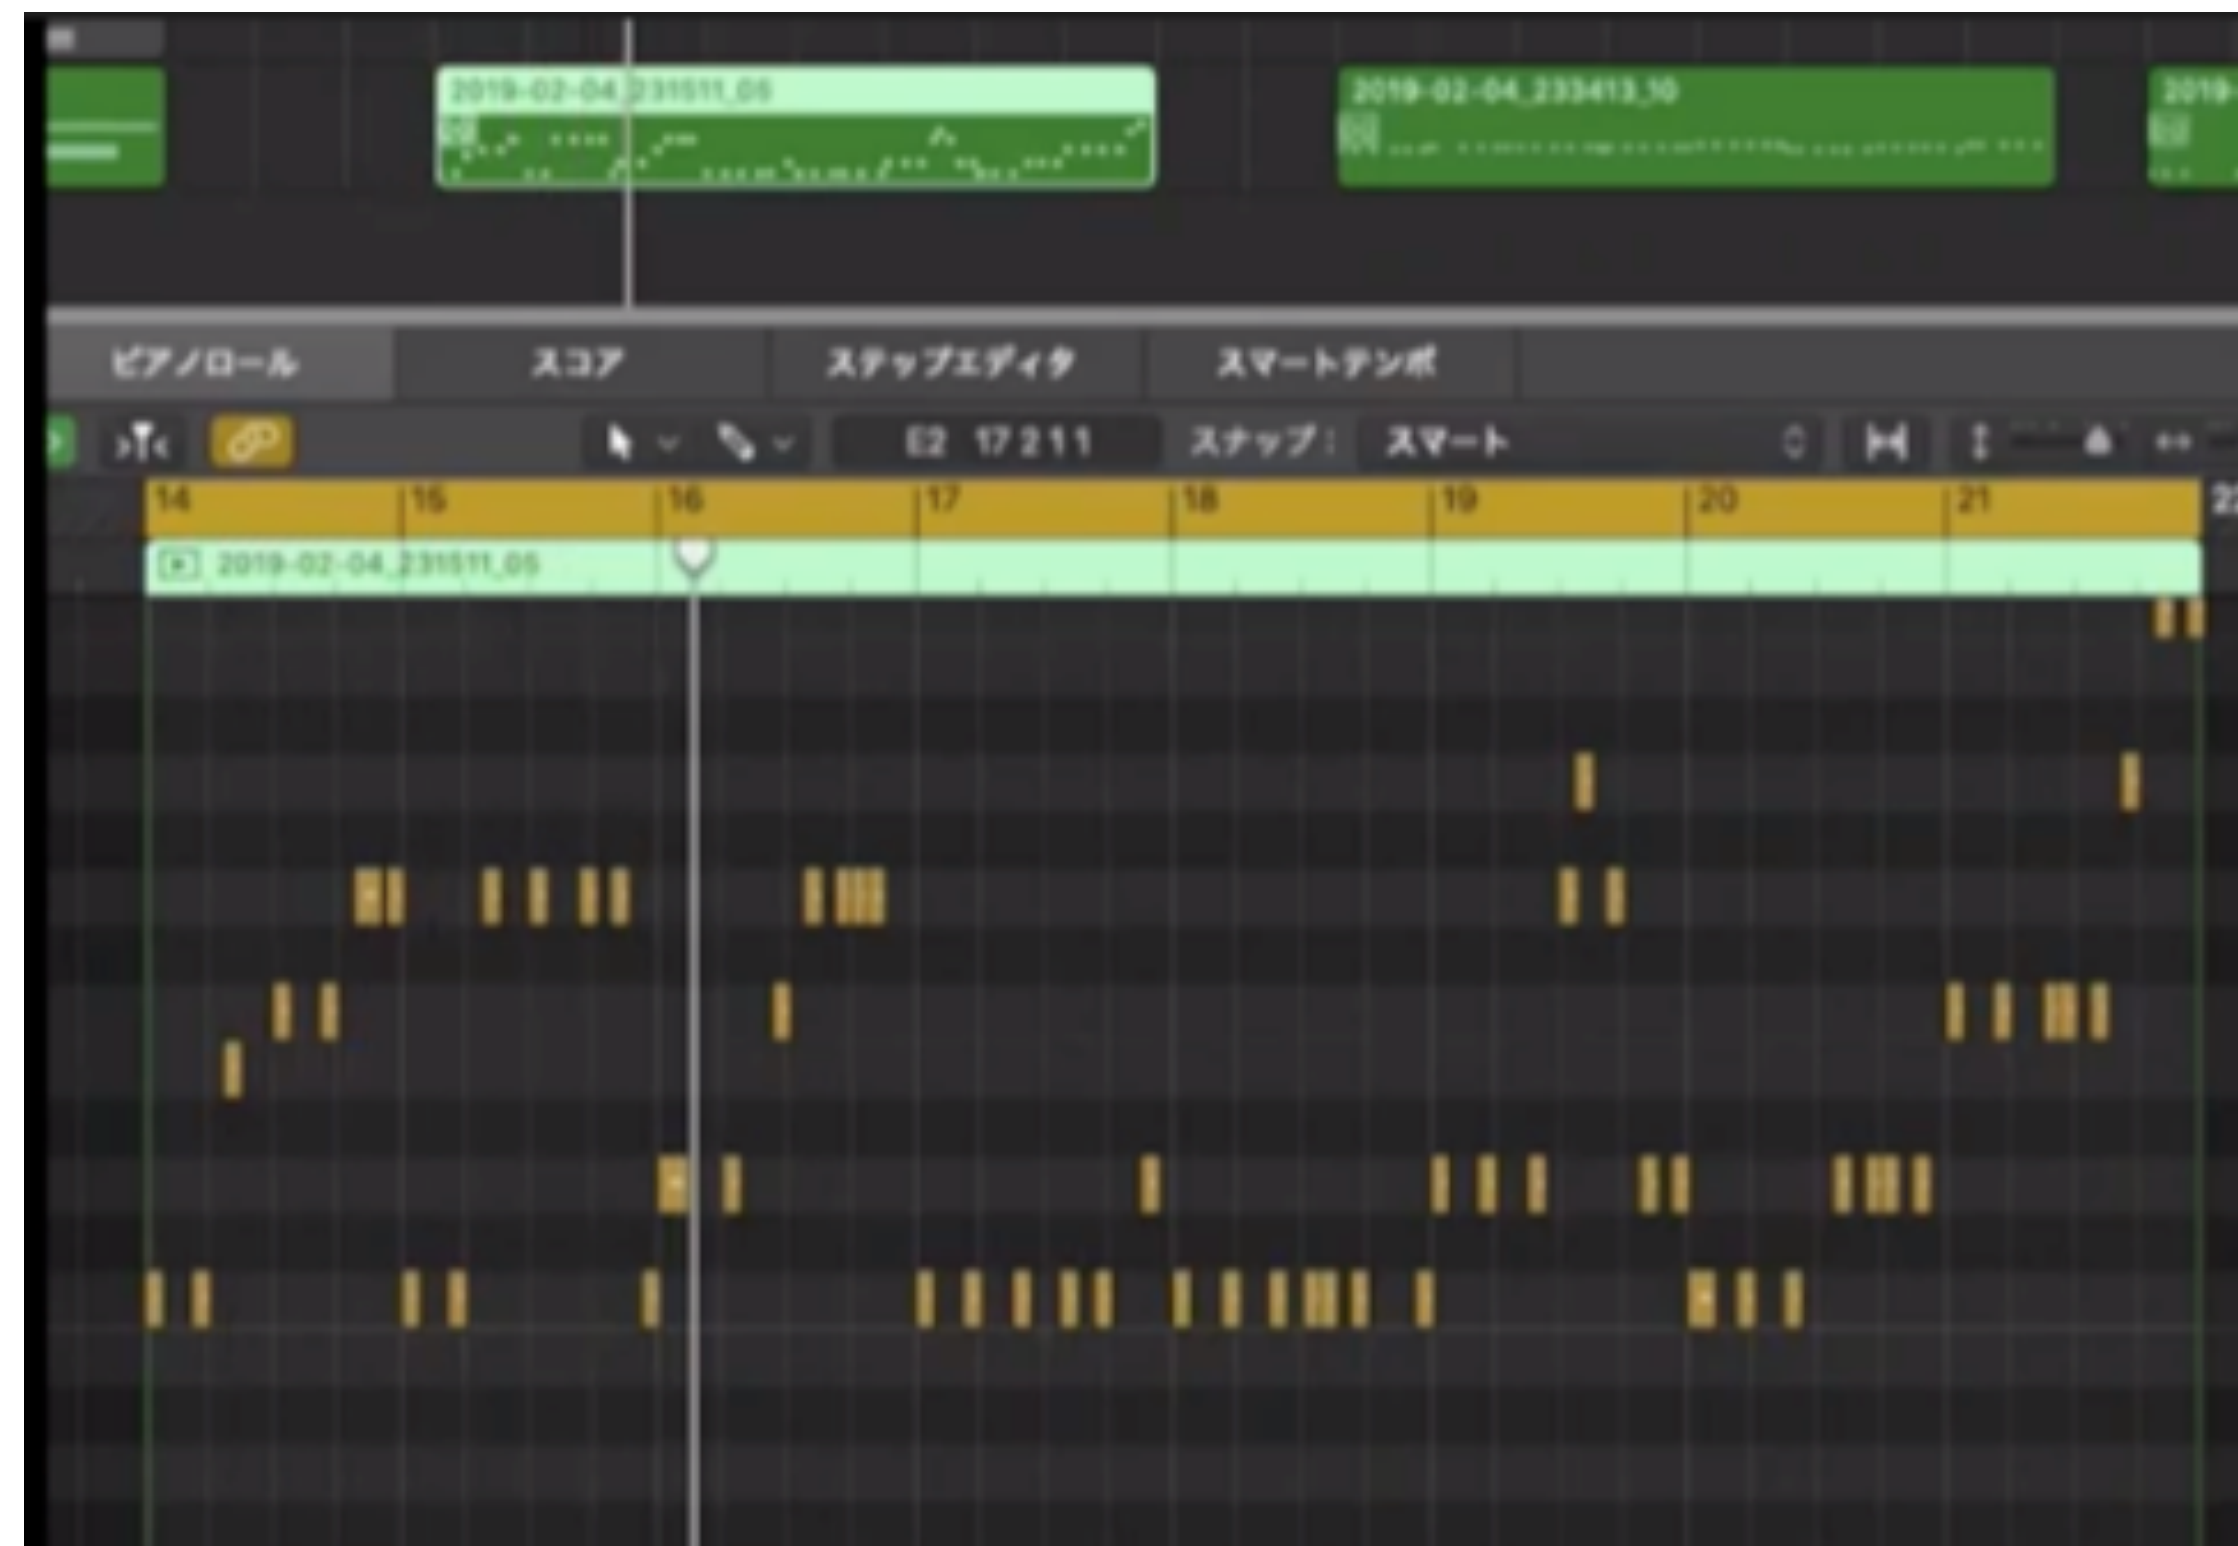 2019-02-04_231511_05 2019-02-04_233413_10 2019-
ピアノロール スコア ステップエディタ スマートテンポ
E2 17 2 1 1 スナップ: スマート
14 15 16 17 18 19 20 21 22
2019-02-04_231511_05